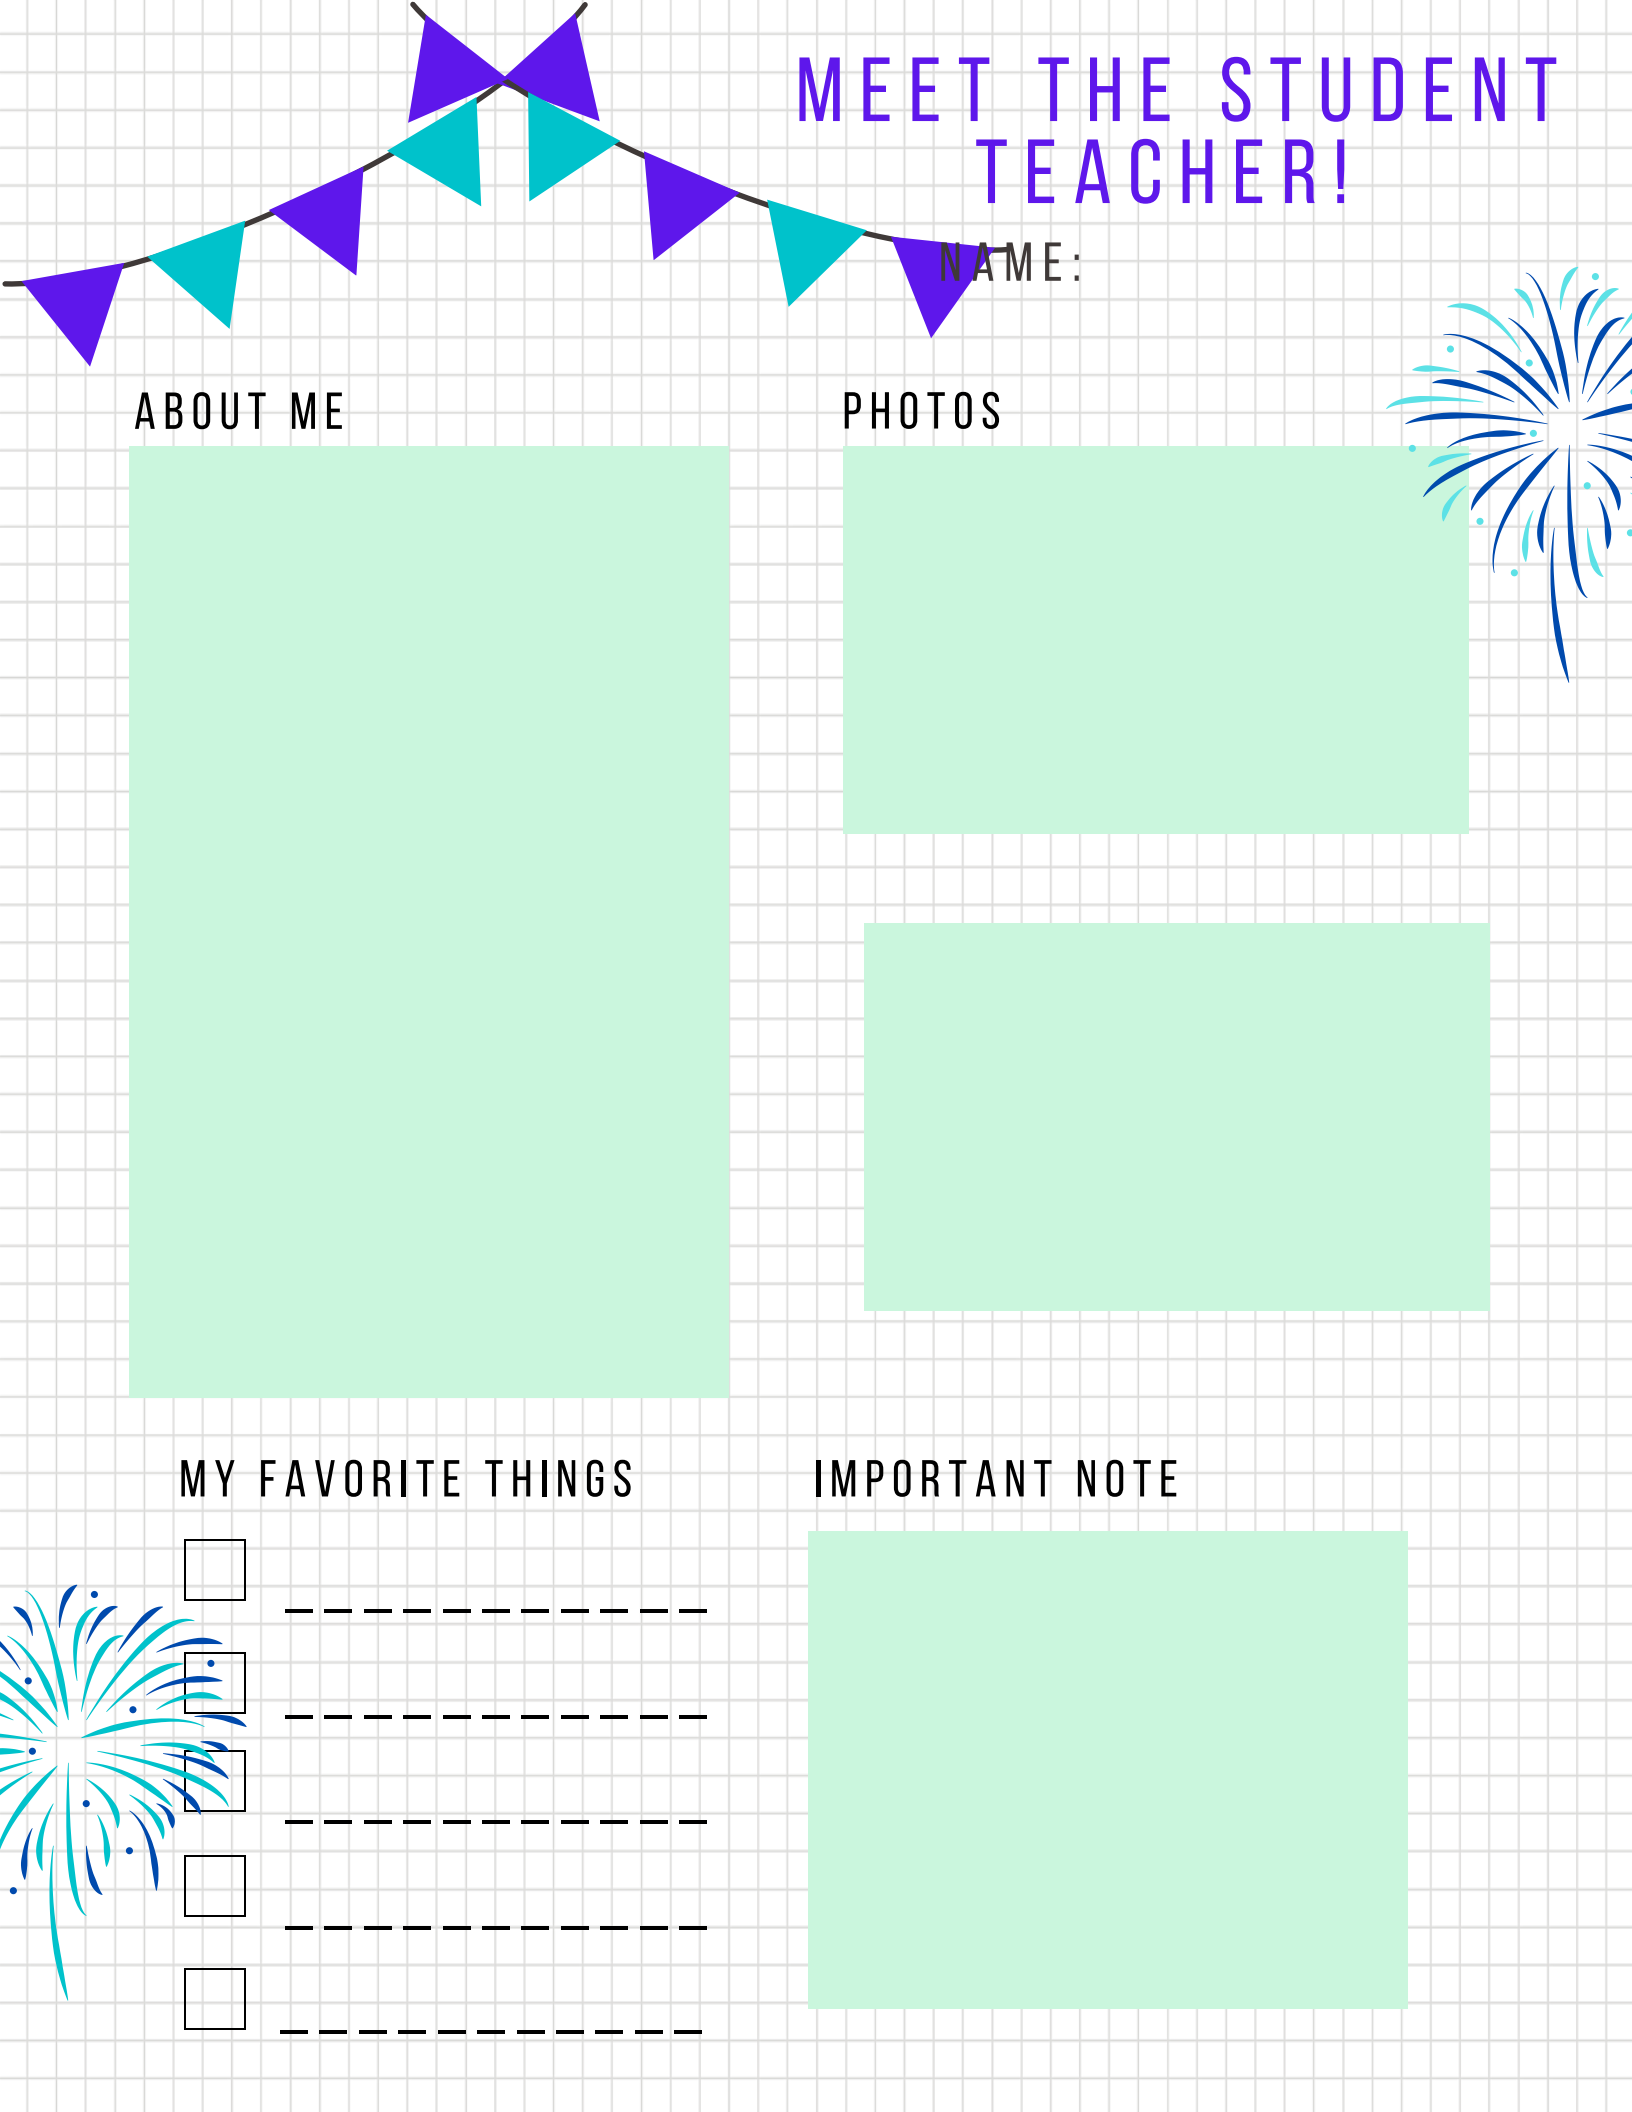 MEET THE STUDENT
TEACHER!
NAME:
ABOUT ME
PHOTOS
MY FAVORITE THINGS
IMPORTANT NOTE